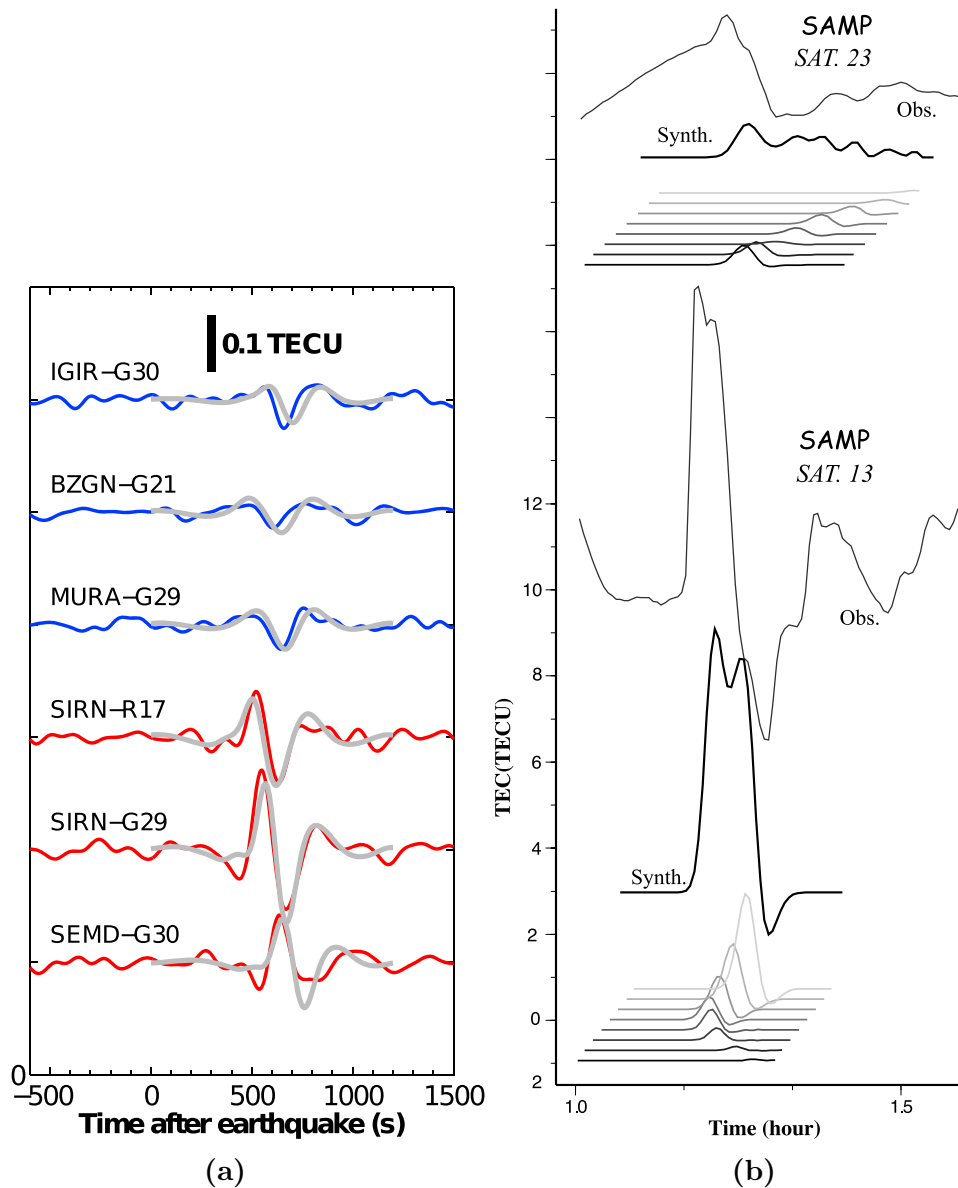 0.1 TECU
IGIR–G30
BZGN–G21
MURA–G29
SIRN–R17
SIRN–G29
SEMD–G30
0
−500 0 500 1000 1500
Time after earthquake (s)
(a)
SAMP
SAT. 23
Obs.
Synth.
SAMP
SAT. 13
Obs.
Synth.
12
10
8
6
4
2
0
2
TEC(TECU)
1.0 1.5
Time (hour)
(b)